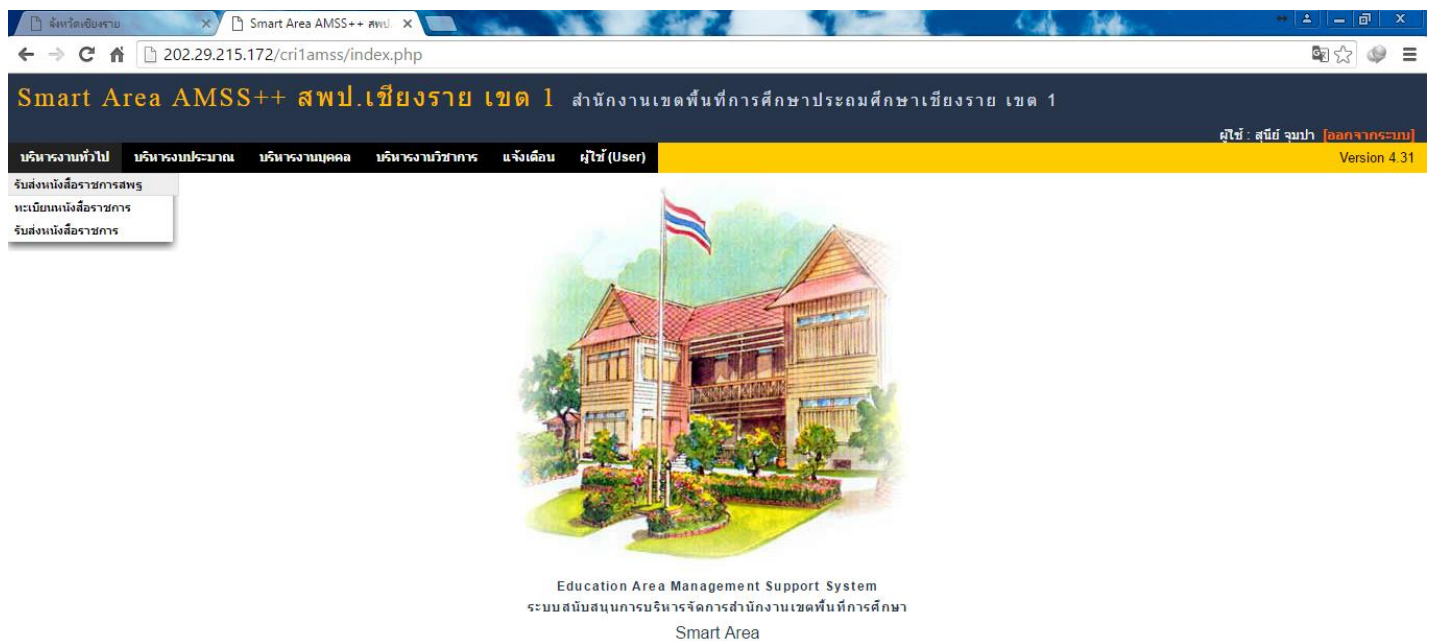 จังหวัดเชียงราย
Smart Area AMSS++ สพป.
202.29.215.172/cri1amss/index.php
Smart Area AMSS++ สพป.เชียงราย เขต 1 สำนักงานเขตพื้นที่การศึกษาประถมศึกษาเชียงราย เขต 1
ผู้ใช้ : สุนีย์ จุมปา [ออกจากระบบ]
บริหารงานทั่วไป บริหารงบประมาณ บริหารงานบุคคล บริหารงานวิชาการ แจ้งเตือน ผู้ใช้ (User) Version 4.31
รับส่งหนังสือราชการสพฐ
ทะเบียนหนังสือราชการ
รับส่งหนังสือราชการ
Education Area Management Support System
ระบบสนับสนุนการบริหารจัดการสำนักงานเขตพื้นที่การศึกษา
Smart Area